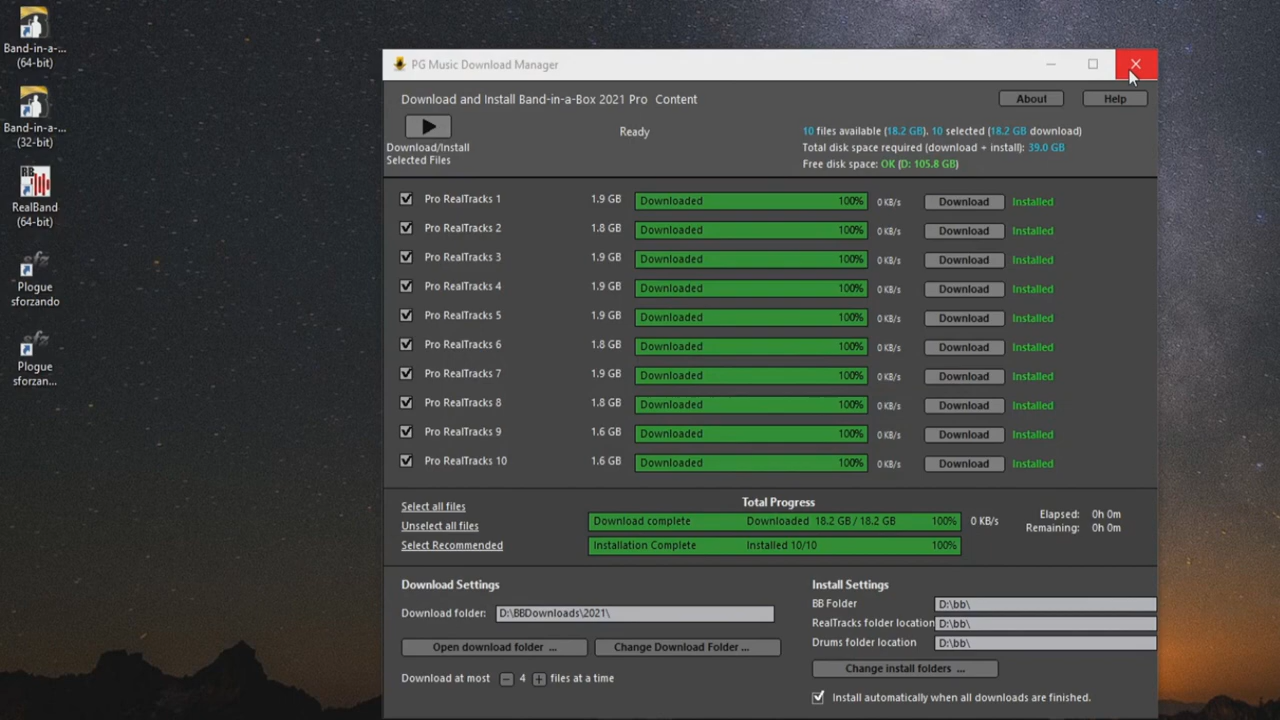 Band-in-a-...
(64-bit)
Band-in-a-...
(32-bit)
RB
RealBand
(64-bit)
sfz
Plogue
sforzando
sfz
Plogue
sforzan...
PG Music Download Manager
Download and Install Band-in-a-Box 2021 Pro Content
About
Help
Download/Install
Selected Files
Ready
10 files available (18.2 GB). 10 selected (18.2 GB download)
Total disk space required (download + install): 39.0 GB
Free disk space: OK (D: 105.8 GB)
Pro RealTracks 1 1.9 GB Downloaded 100% 0 KB/s Download Installed
Pro RealTracks 2 1.8 GB Downloaded 100% 0 KB/s Download Installed
Pro RealTracks 3 1.9 GB Downloaded 100% 0 KB/s Download Installed
Pro RealTracks 4 1.9 GB Downloaded 100% 0 KB/s Download Installed
Pro RealTracks 5 1.9 GB Downloaded 100% 0 KB/s Download Installed
Pro RealTracks 6 1.8 GB Downloaded 100% 0 KB/s Download Installed
Pro RealTracks 7 1.9 GB Downloaded 100% 0 KB/s Download Installed
Pro RealTracks 8 1.8 GB Downloaded 100% 0 KB/s Download Installed
Pro RealTracks 9 1.6 GB Downloaded 100% 0 KB/s Download Installed
Pro RealTracks 10 1.6 GB Downloaded 100% 0 KB/s Download Installed
Select all files
Unselect all files
Select Recommended
Total Progress
Download complete Downloaded 18.2 GB / 18.2 GB 100% 0 KB/s
Installation Complete Installed 10/10 100%
Elapsed: 0h 0m
Remaining: 0h 0m
Download Settings
Download folder: D:\BBDownloads\2021\
Open download folder ...
Change Download Folder ...
Download at most - 4 + files at a time
Install Settings
BB Folder D:\bb\
RealTracks folder location D:\bb\
Drums folder location D:\bb\
Change install folders ...
Install automatically when all downloads are finished.